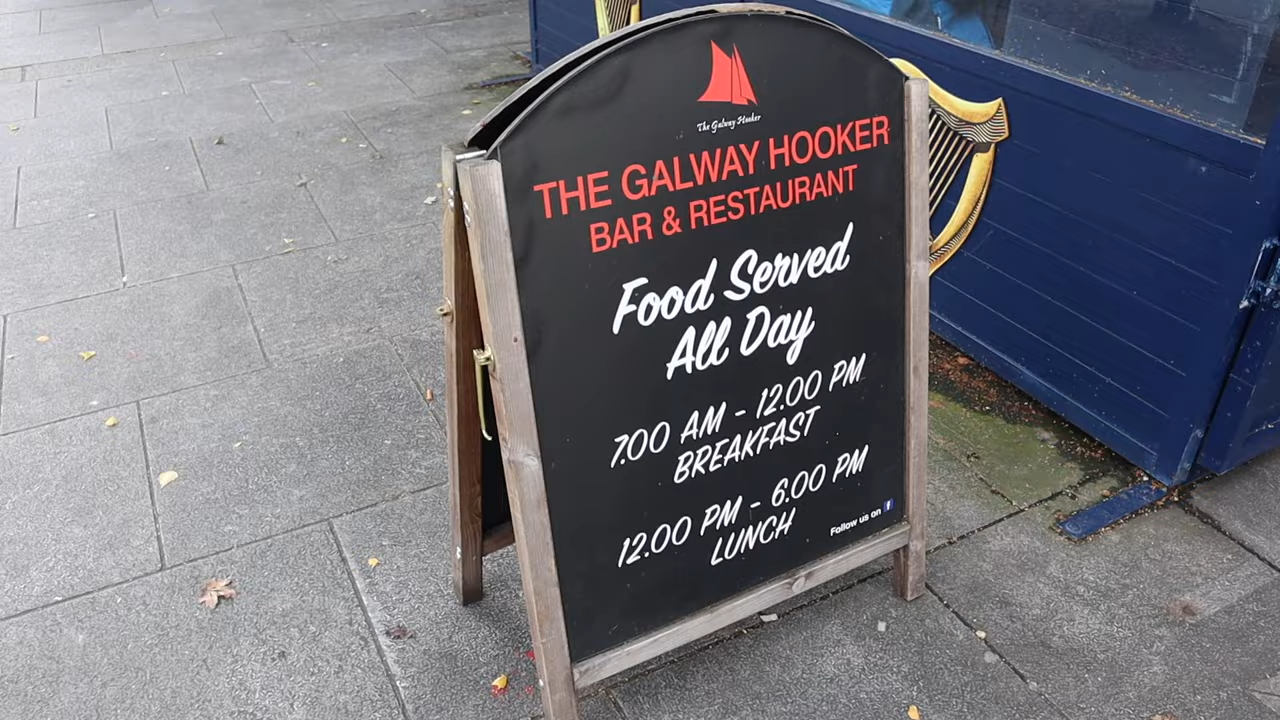 The Galway Hooker
THE GALWAY HOOKER
BAR & RESTAURANT
Food Served
All Day
7.00 AM - 12.00 PM
BREAKFAST
12.00 PM - 6.00 PM
LUNCH
Follow us on f